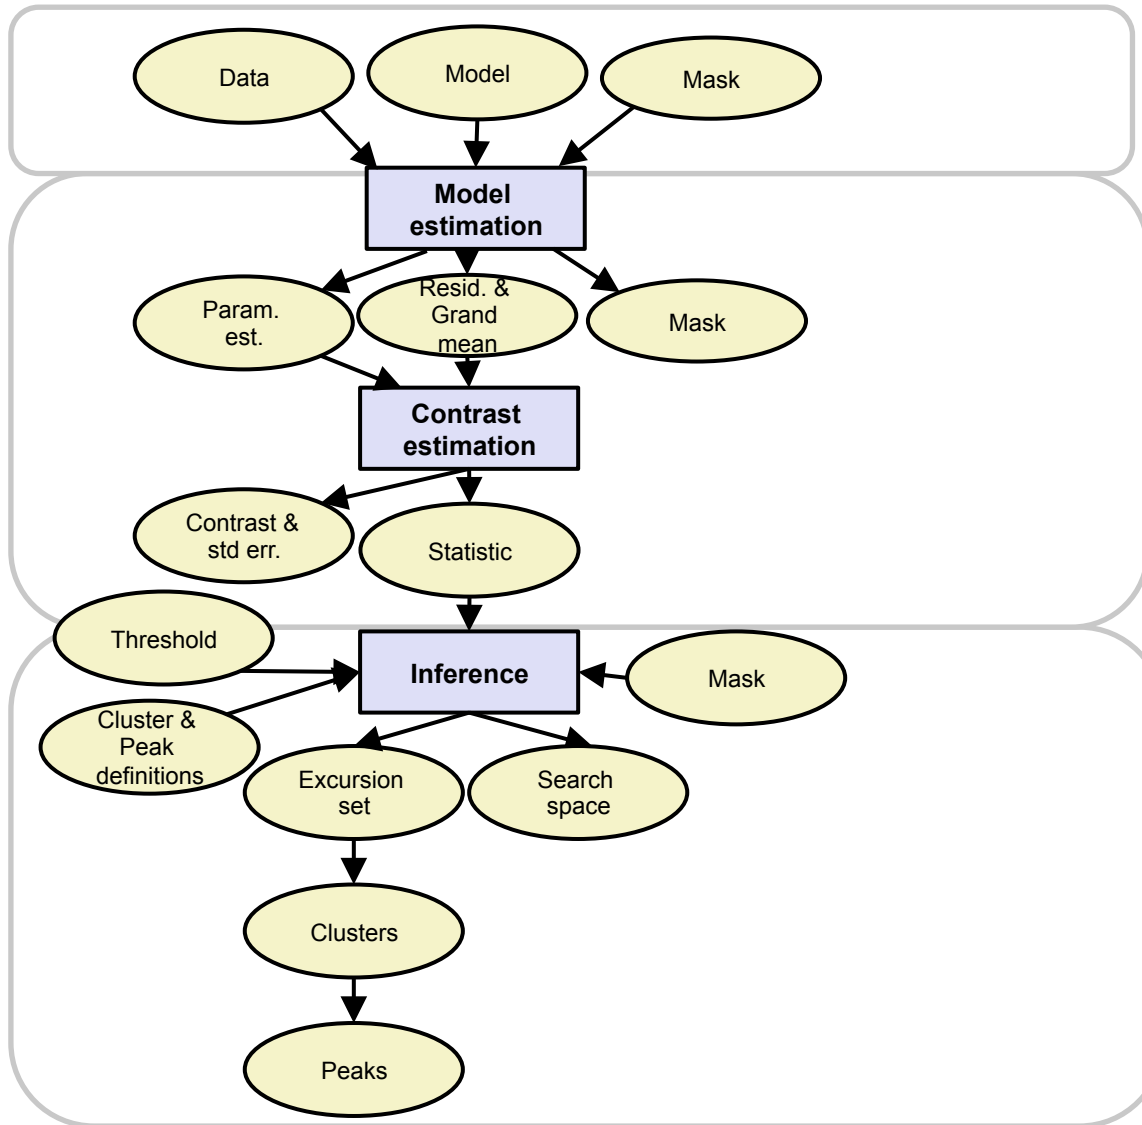 Data
Model
Mask
Model
estimation
Param.
est.
Resid. &
Grand
mean
Mask
Contrast
estimation
Contrast &
std err.
Statistic
Threshold
Inference
Mask
Cluster &
Peak
definitions
Excursion
set
Search
space
Clusters
Peaks